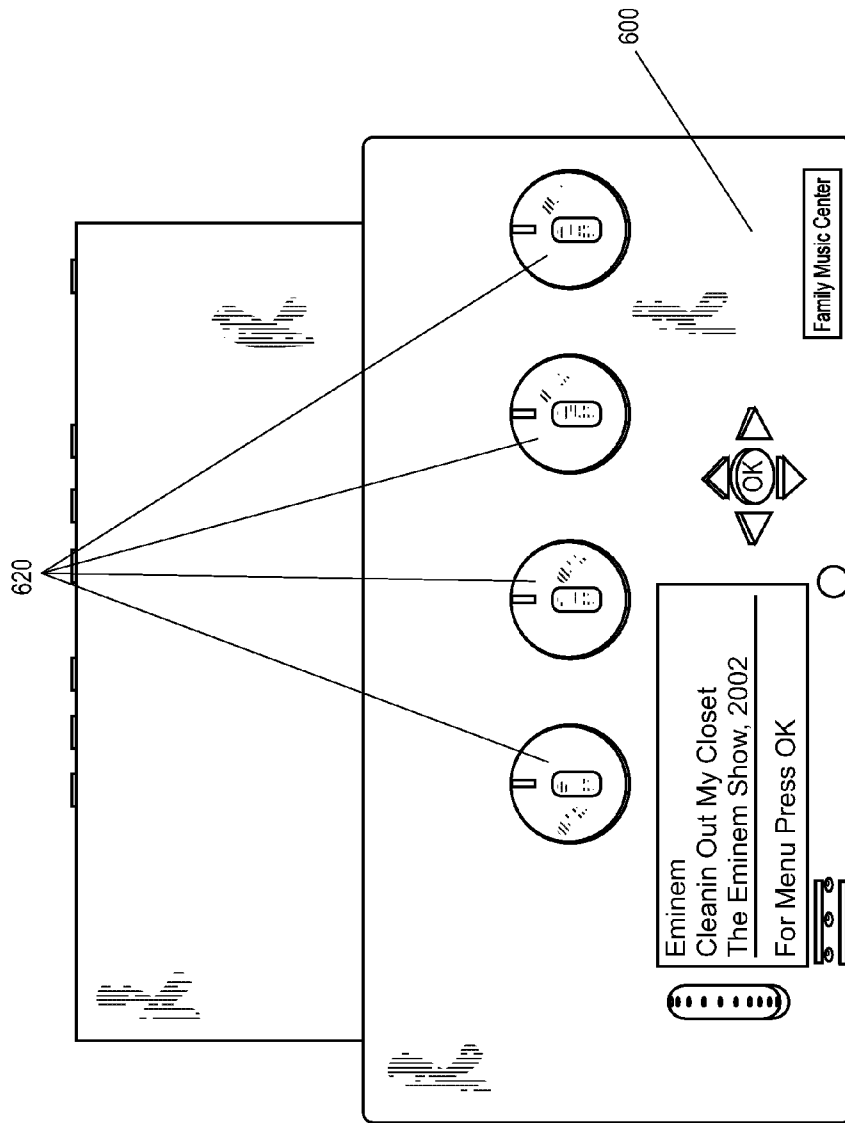 620
600
Eminem
Cleanin Out My Closet
The Eminem Show, 2002
For Menu Press OK
OK
Family Music Center